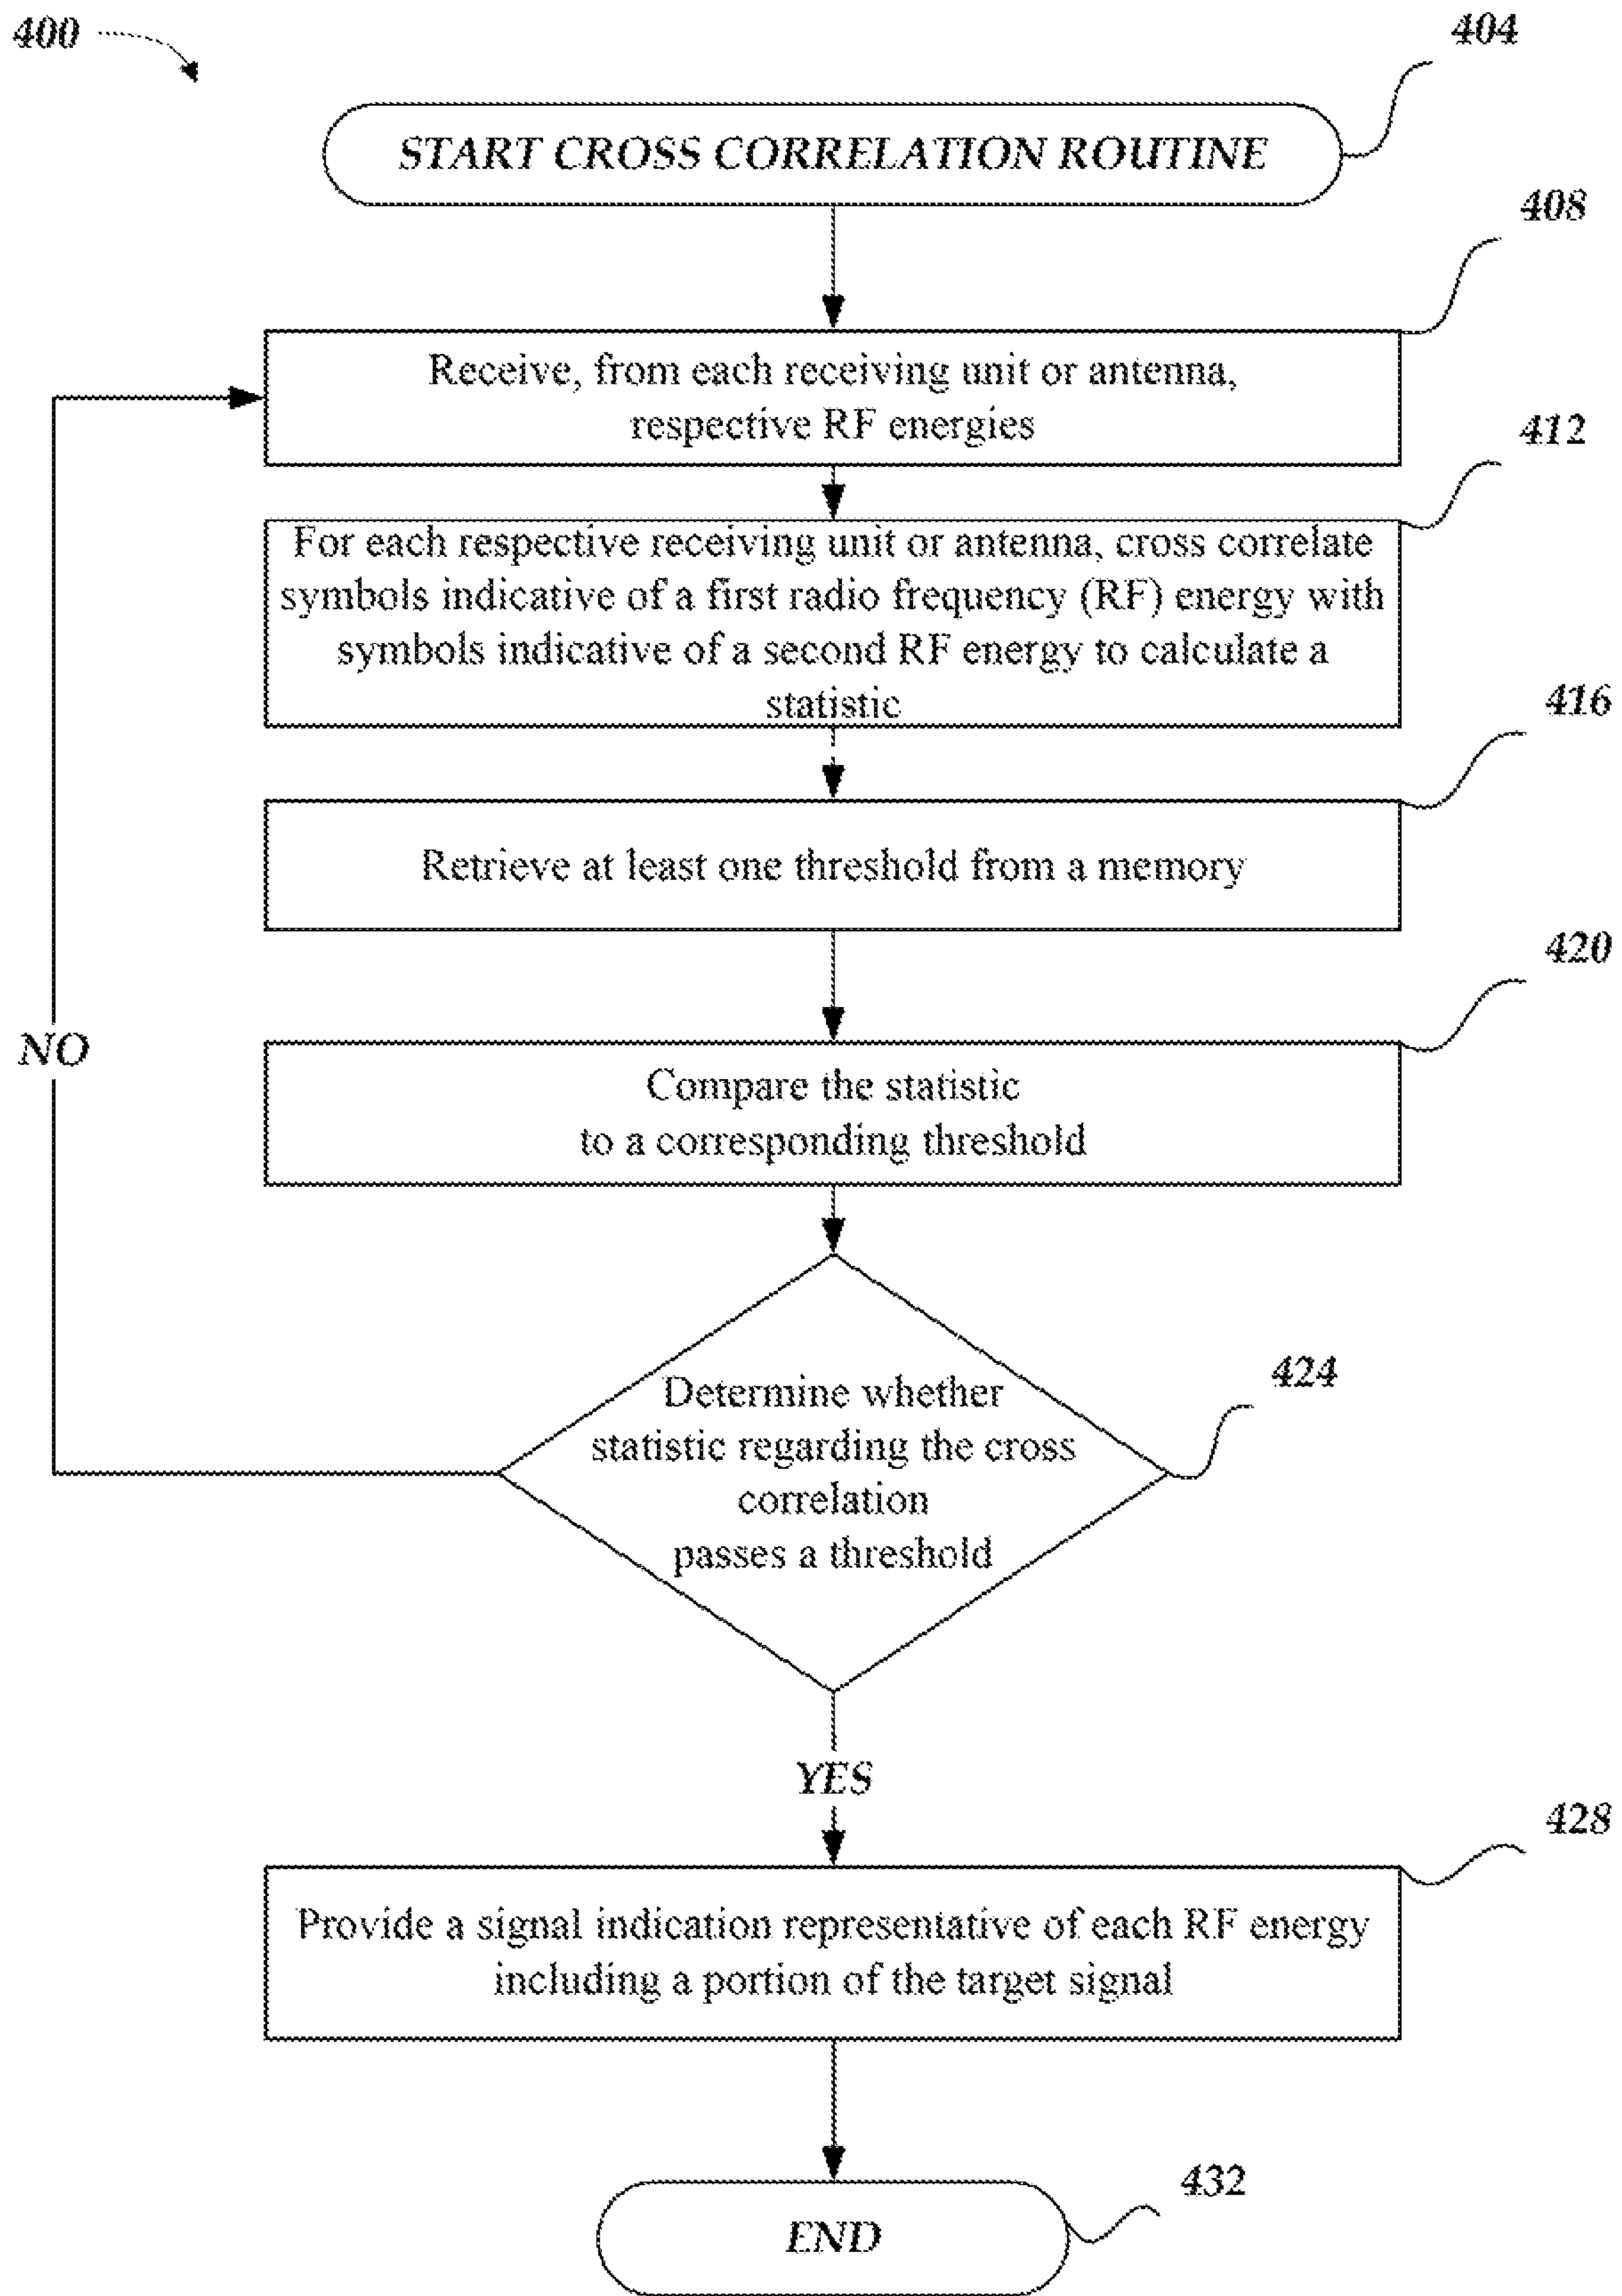 400
404
START CROSS CORRELATION ROUTINE
408
Receive, from each receiving unit or antenna,
respective RF energies
412
For each respective receiving unit or antenna, cross correlate
symbols indicative of a first radio frequency (RF) energy with
symbols indicative of a second RF energy to calculate a
statistic
416
Retrieve at least one threshold from a memory
420
NO
Compare the statistic
to a corresponding threshold
424
Determine whether
statistic regarding the cross
correlation
passes a threshold
YES
428
Provide a signal indication representative of each RF energy
including a portion of the target signal
432
END